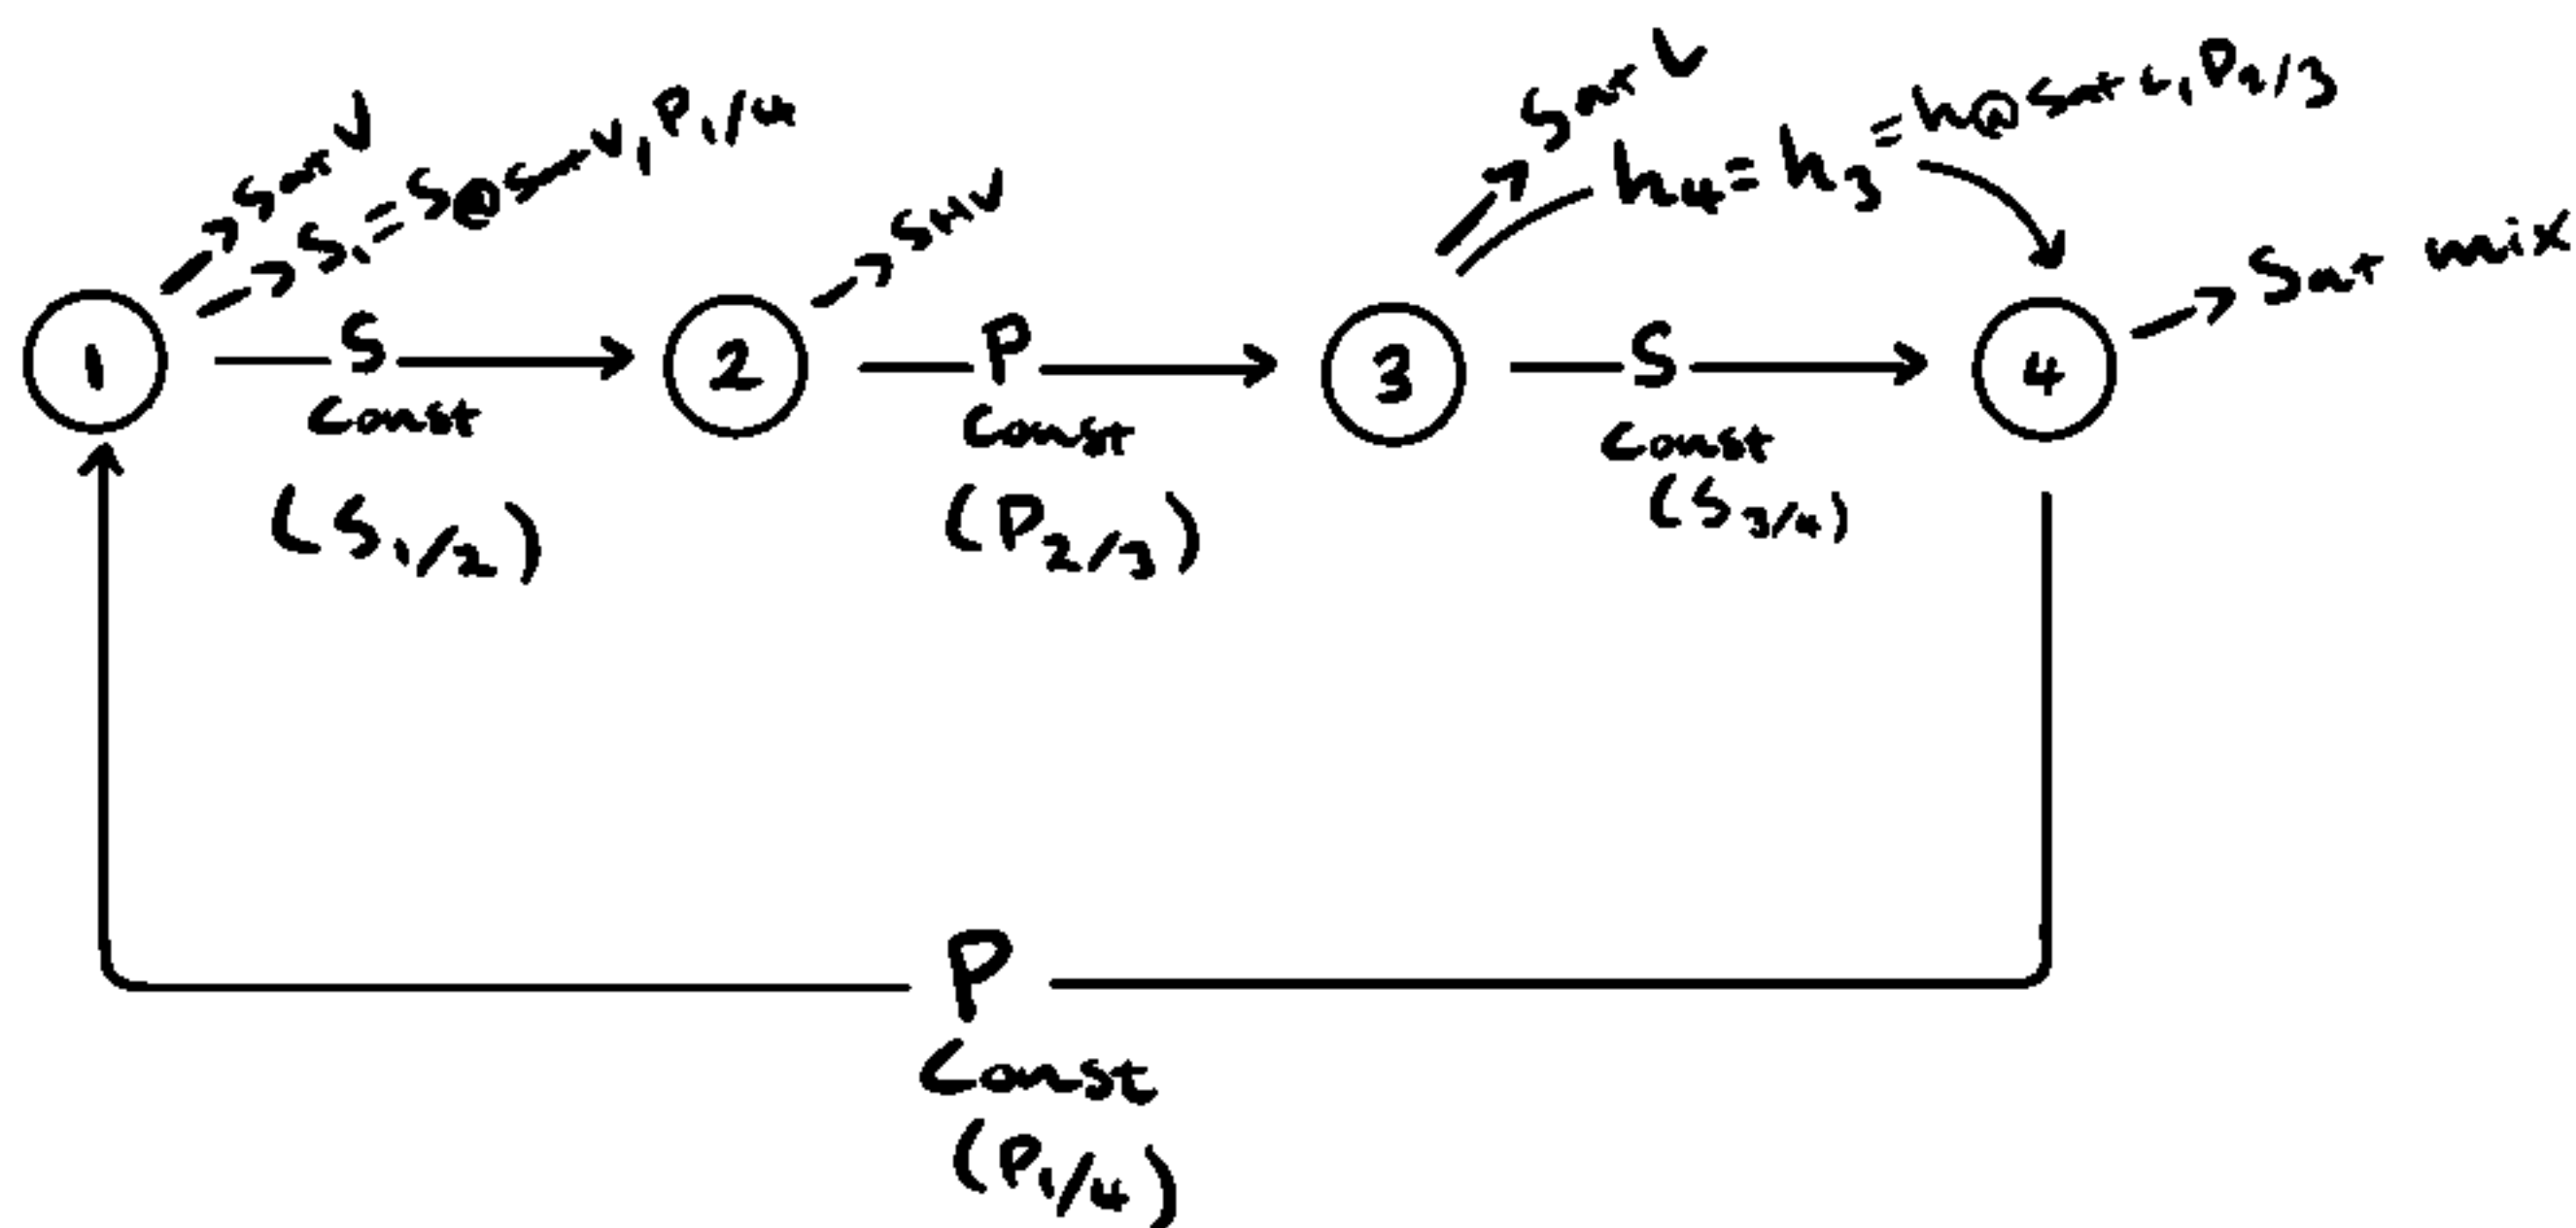 Sat V
S₁ = S@Sat V, P₁/4
1
S
Const
(S₁/2)
SHV
2
P
Const
(P2/3)
Sat L
h4 = h3 = h@Sat L, P2/3
3
S
Const
(S3/4)
Sat mix
4
P
Const
(P₁/4)